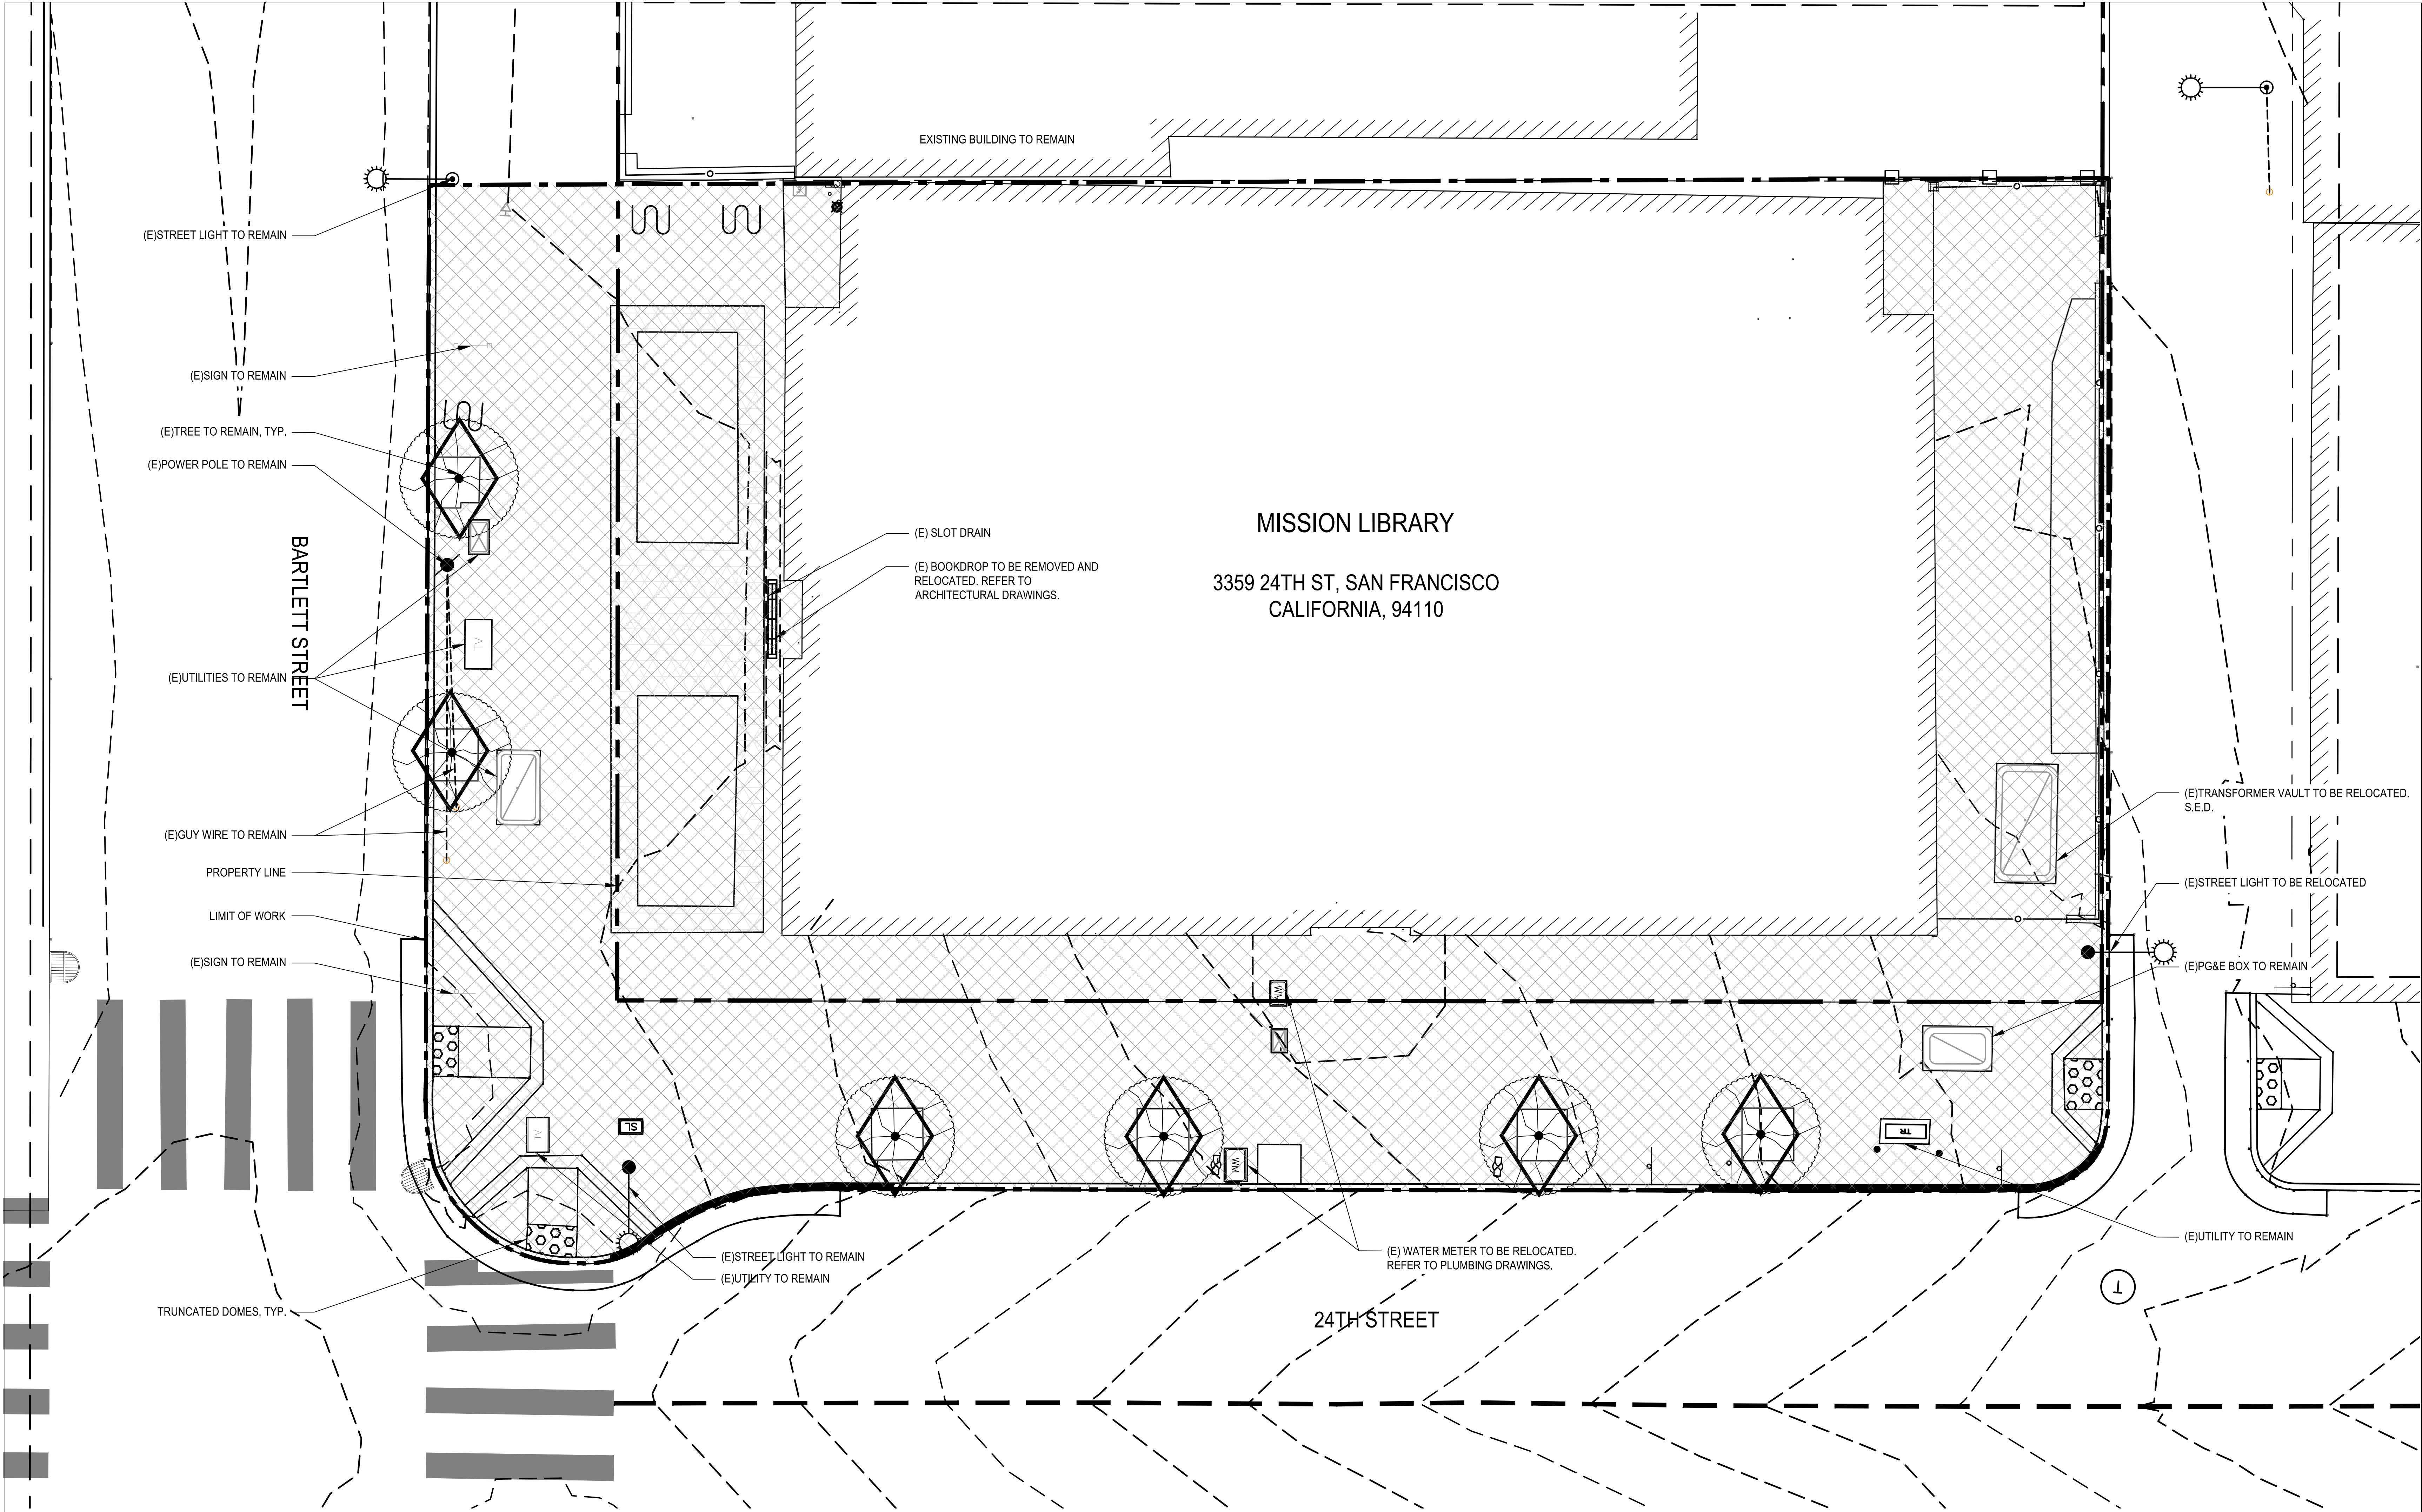 EXISTING BUILDING TO REMAIN
(E)STREET LIGHT TO REMAIN
(E)SIGN TO REMAIN
(E)TREE TO REMAIN, TYP.
(E)POWER POLE TO REMAIN
BARTLETT STREET
TV
(E)UTILITIES TO REMAIN
(E)GUY WIRE TO REMAIN
PROPERTY LINE
LIMIT OF WORK
(E)SIGN TO REMAIN
TRUNCATED DOMES, TYP.
(E) SLOT DRAIN
(E) BOOKDROP TO BE REMOVED AND
RELOCATED. REFER TO
ARCHITECTURAL DRAWINGS.
MISSION LIBRARY
3359 24TH ST, SAN FRANCISCO
CALIFORNIA, 94110
(E)TRANSFORMER VAULT TO BE RELOCATED.
S.E.D.
(E)STREET LIGHT TO BE RELOCATED
(E)PG&E BOX TO REMAIN
WM
TV
SL
WM
TR
(E)STREET LIGHT TO REMAIN
(E)UTILITY TO REMAIN
(E) WATER METER TO BE RELOCATED.
REFER TO PLUMBING DRAWINGS.
(E)UTILITY TO REMAIN
T
24TH STREET